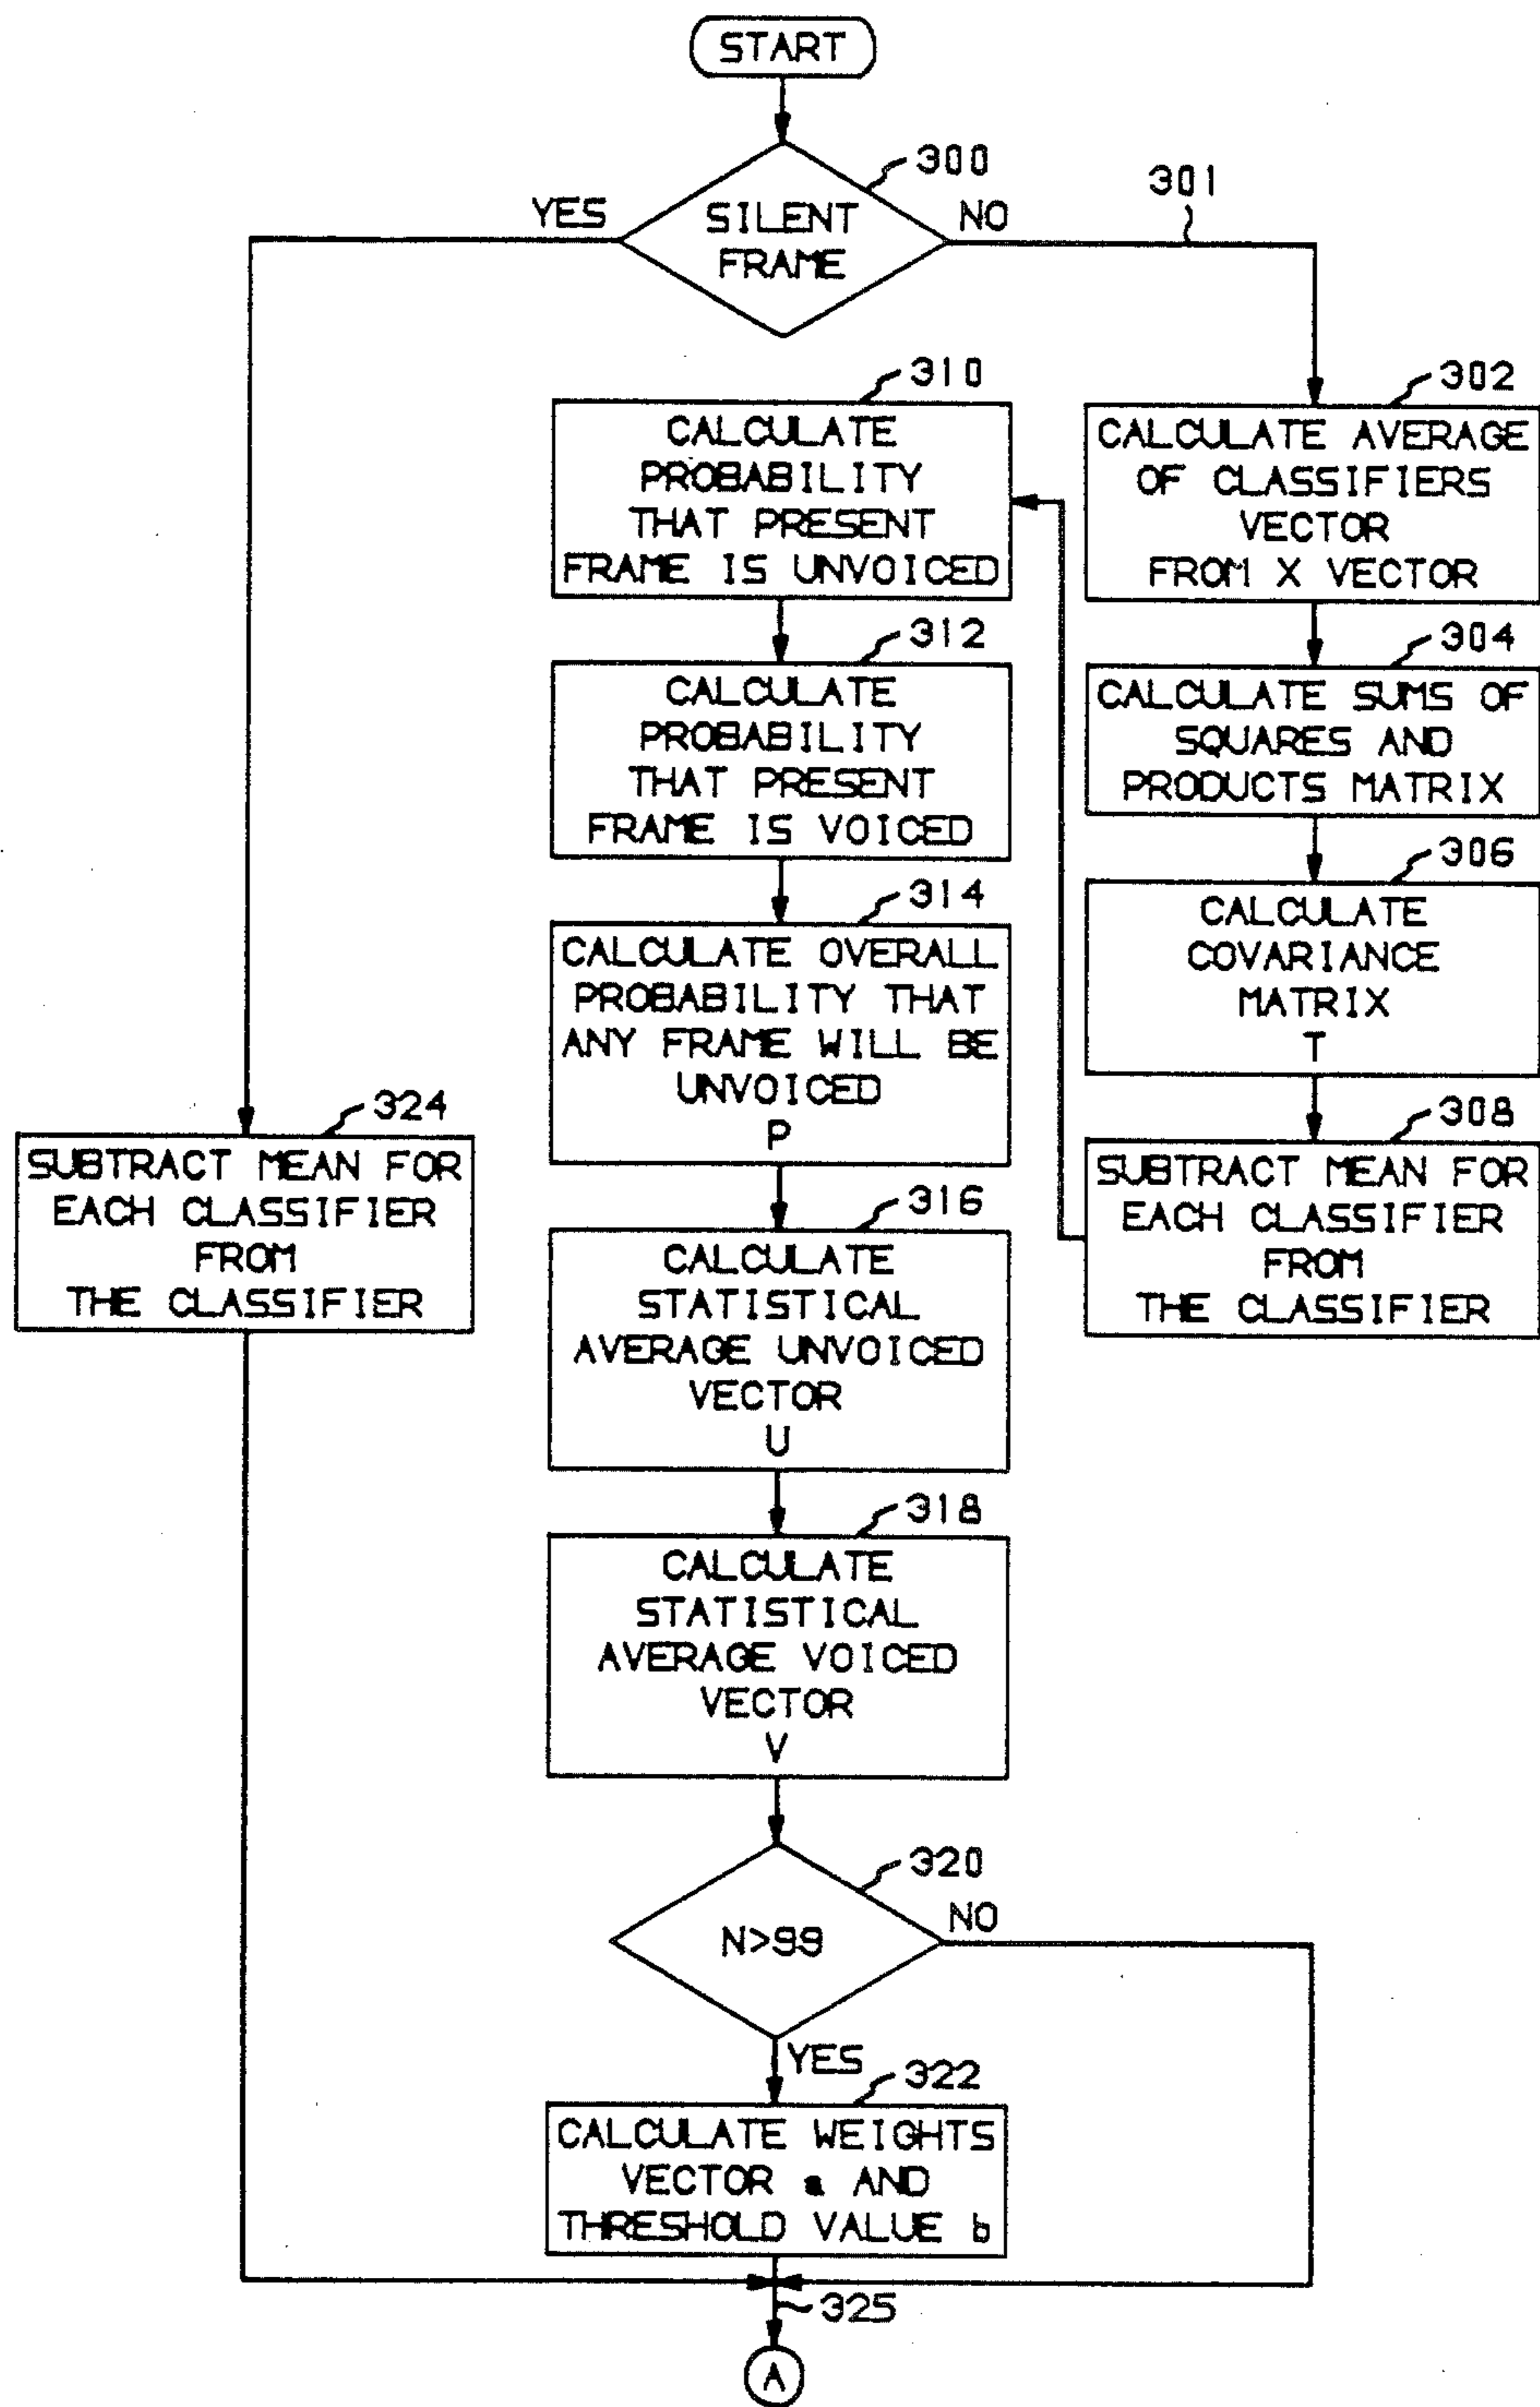 START
300
SILENT
FRAME
YES
NO
301
302
CALCULATE AVERAGE
OF CLASSIFIERS
VECTOR
FROM X VECTOR
304
CALCULATE SUMS OF
SQUARES AND
PRODUCTS MATRIX
306
CALCULATE
COVARIANCE
MATRIX
T
308
SUBTRACT MEAN FOR
EACH CLASSIFIER
FROM
THE CLASSIFIER
310
CALCULATE
PROBABILITY
THAT PRESENT
FRAME IS UNVOICED
312
CALCULATE
PROBABILITY
THAT PRESENT
FRAME IS VOICED
314
CALCULATE OVERALL
PROBABILITY THAT
ANY FRAME WILL BE
UNVOICED
P
316
CALCULATE
STATISTICAL
AVERAGE UNVOICED
VECTOR
U
318
CALCULATE
STATISTICAL
AVERAGE VOICED
VECTOR
V
320
N>99
NO
YES
322
CALCULATE WEIGHTS
VECTOR a AND
THRESHOLD VALUE b
324
SUBTRACT MEAN FOR
EACH CLASSIFIER
FROM
THE CLASSIFIER
325
A